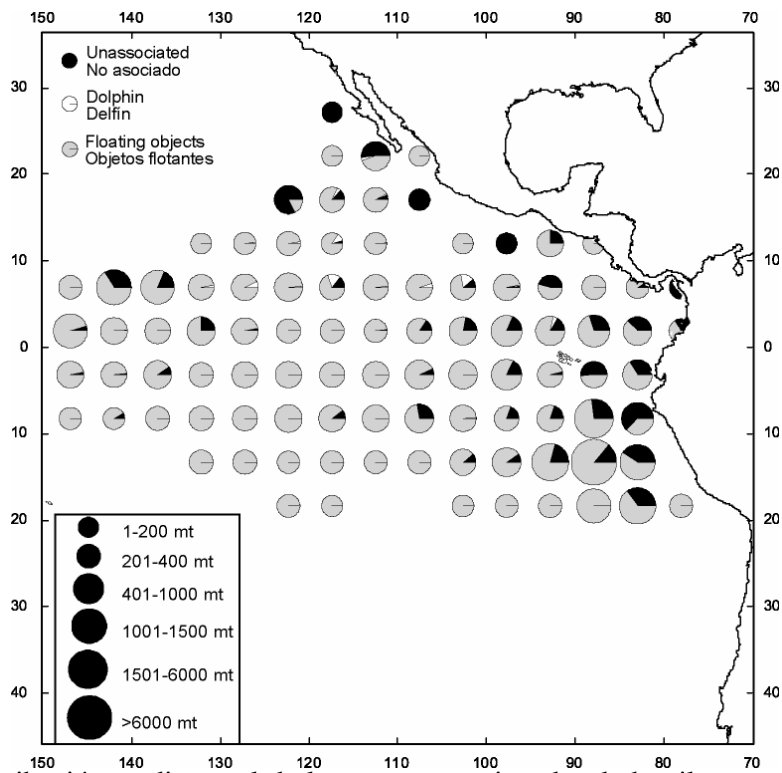 150 140 130 120 110 100 90 80 70
Unassociated
No asociado
Dolphin
Delfín
Floating objects
Objetos flotantes
30 30
20 20
10 10
0 0
10 10
20 20
1-200 mt
201-400 mt
30 30
401-1000 mt
1001-1500 mt
1501-6000 mt
40 40
>6000 mt
150 140 130 120 110 100 90 80 70